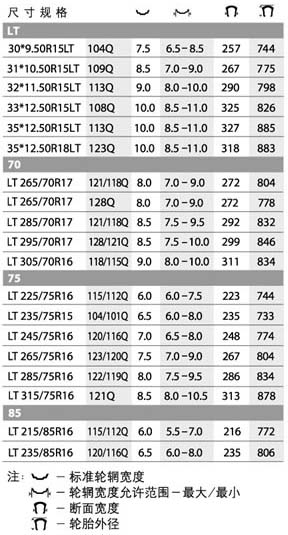 尺寸规格
LT
30*9.50R15LT 104Q 7.5 6.5–8.5 257 744
31*10.50R15LT 109Q 8.5 7.0–9.0 267 775
32*11.50R15LT 113Q 9.0 8.0–10.0 290 798
33*12.50R15LT 108Q 10.0 8.5–11.0 325 826
35*12.50R15LT 113Q 10.0 8.5–11.0 327 885
35*12.50R18LT 123Q 10.0 8.5–11.0 318 883
70
LT 265/70R17 121/118Q 8.0 7.0–9.0 272 804
LT 265/70R17 128Q 8.0 7.0–9.0 272 778
LT 285/70R17 121/118Q 8.5 7.5–9.5 292 832
LT 295/70R17 128/121Q 8.5 7.5–10.0 299 846
LT 305/70R16 118/115Q 9.0 8.0–10.0 311 834
75
LT 225/75R16 115/112Q 6.0 6.0–7.5 223 744
LT 235/75R15 104/101Q 6.5 6.0–8.0 235 733
LT 245/75R16 120/116Q 7.0 6.5–8.0 248 774
LT 265/75R16 123/120Q 7.5 7.0–9.0 267 804
LT 285/75R16 122/119Q 8.0 7.5–9.5 286 834
LT 315/75R16 121Q 8.5 8.0–10.5 313 878
85
LT 215/85R16 115/112Q 6.0 5.5–7.0 216 772
LT 235/85R16 120/116Q 6.5 6.0–8.0 235 806
注: –标准轮辋宽度
–轮辋宽度允许范围–最大/最小
–断面宽度
–轮胎外径